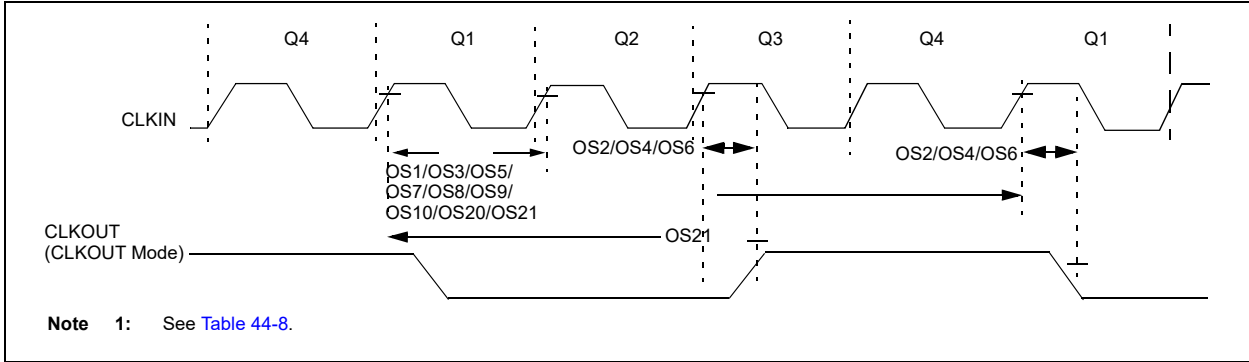 Q4 Q1 Q2 Q3 Q4 Q1
CLKIN
OS2/OS4/OS6
OS2/OS4/OS6
OS1/OS3/OS5/
OS7/OS8/OS9/
OS10/OS20/OS21
OS21
CLKOUT
(CLKOUT Mode)
Note 1: See Table 44-8.